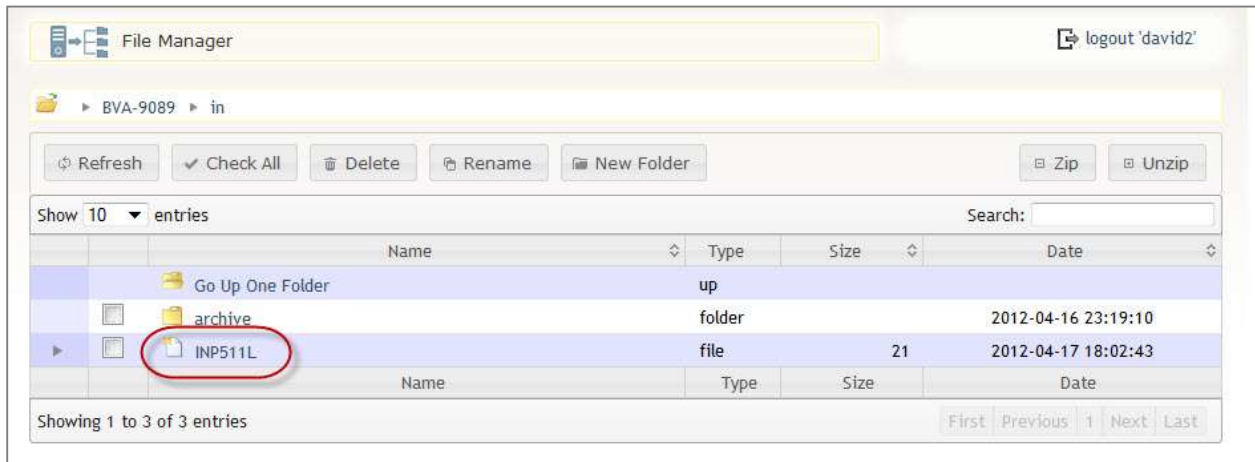 File Manager logout 'david2'
BVA-9089 in
Refresh Check All Delete Rename New Folder Zip Unzip
Show 10 entries Search:
Name Type Size Date
Go Up One Folder up
archive folder 2012-04-16 23:19:10
INP511L file 21 2012-04-17 18:02:43
Name Type Size Date
Showing 1 to 3 of 3 entries First Previous 1 Next Last